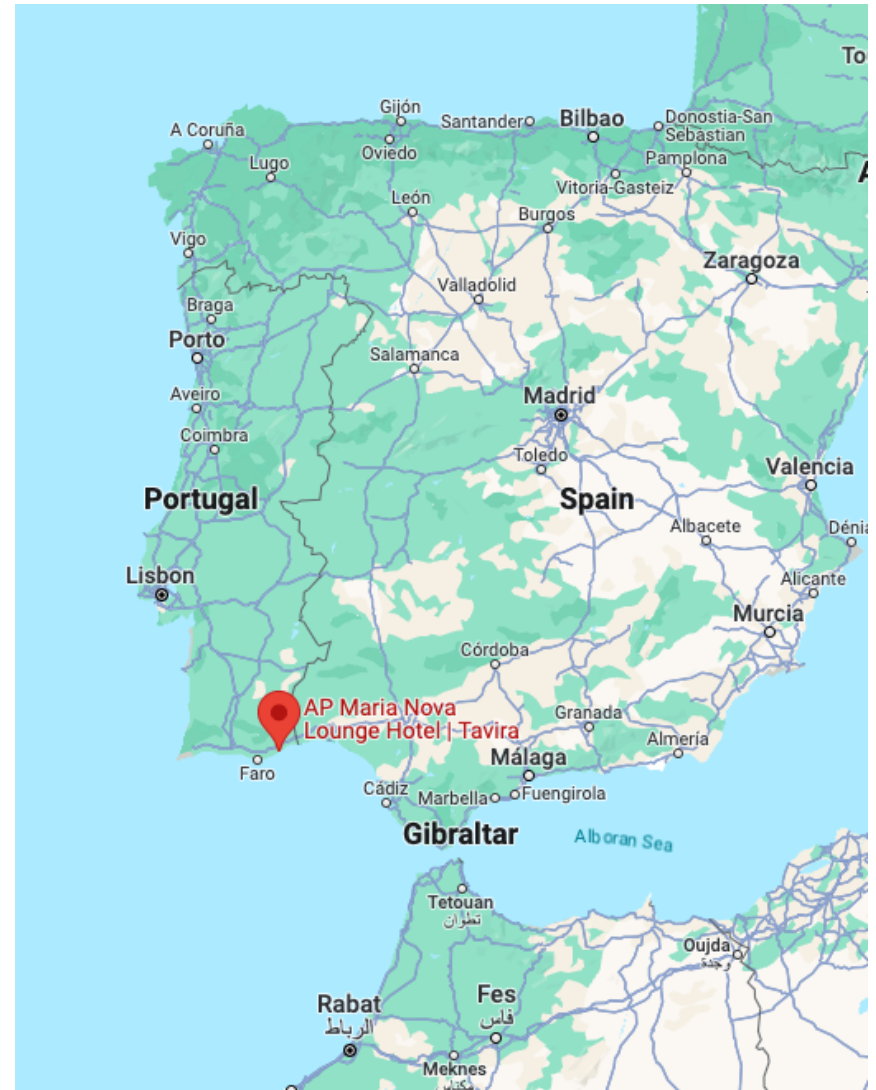 To
Gijón
Santander
Bilbao
Donostia-San
Sebastian
A Coruña
Oviedo
Lugo
Pamplona
Vitoria-Gasteiz
León
Burgos
Vigo
Zaragoza
Valladolid
Braga
Porto
Salamanca
Aveiro
Madrid
Coimbra
Toledo
Valencia
Portugal
Spain
Albacete
Dénia
Lisbon
Alicante
Murcia
Córdoba
AP Maria Nova
Lounge Hotel | Tavira
Granada
Almería
Faro
Málaga
Cádiz
Marbella
Fuengirola
Gibraltar
Alboran Sea
Tetouan
تطوان
Oujda
وجدة
Rabat
الرباط
Fes
فاس
Meknes
مكناس